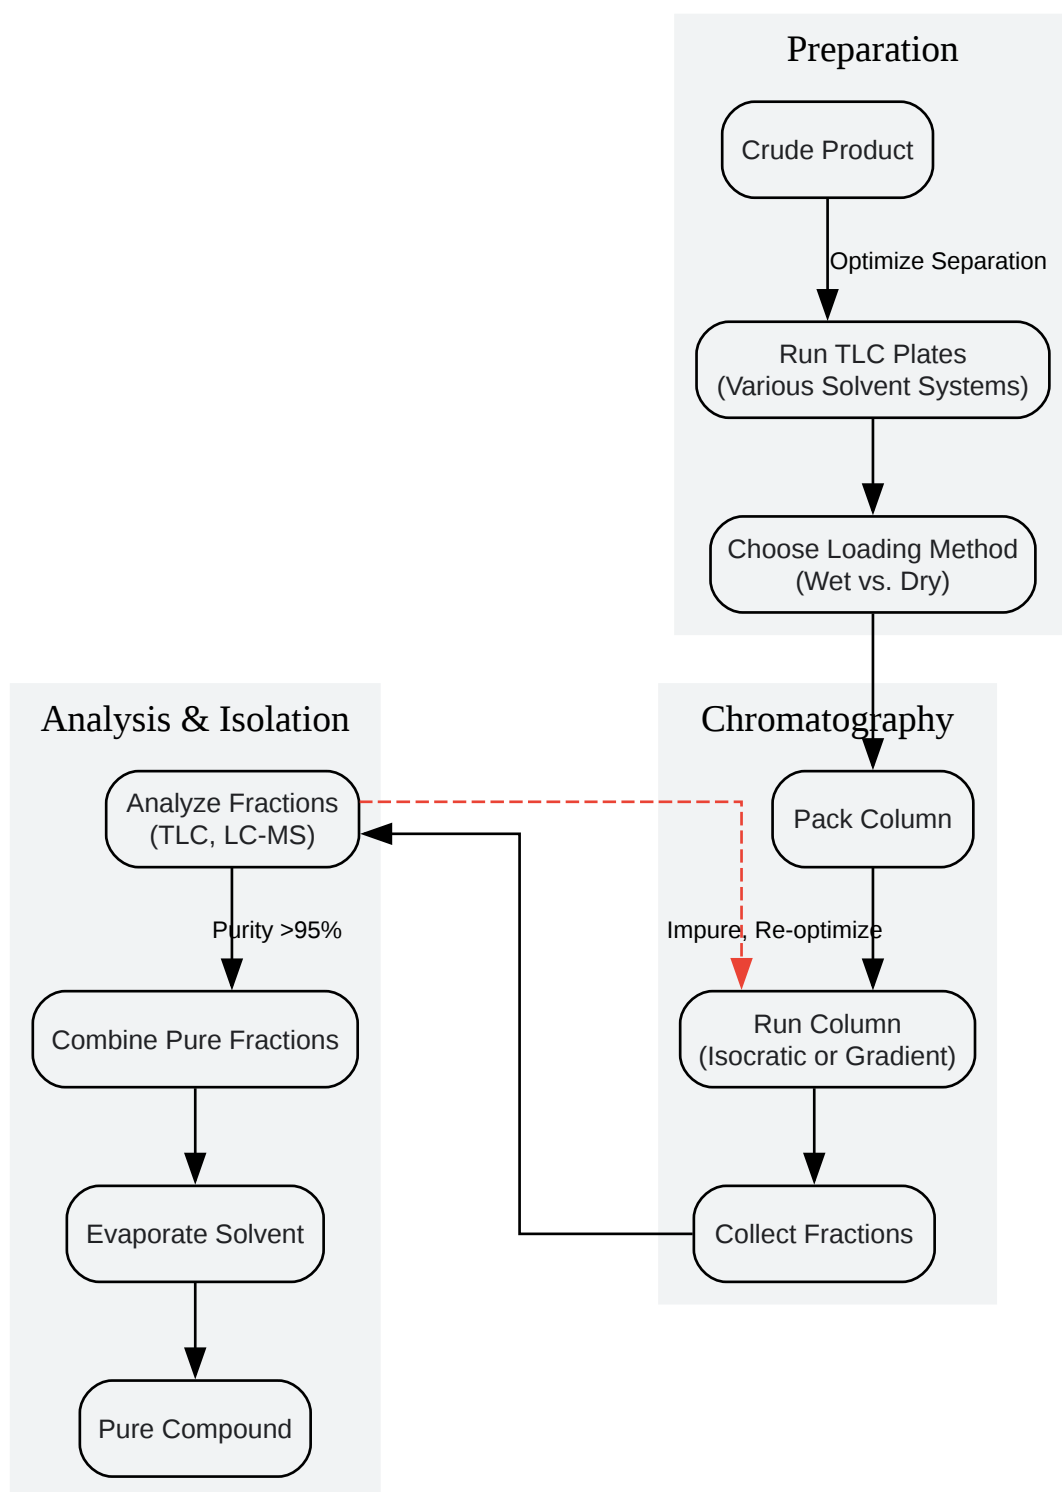 Preparation
Crude Product
Optimize Separation
Run TLC Plates
(Various Solvent Systems)
Choose Loading Method
(Wet vs. Dry)
Chromatography
Pack Column
Impure, Re-optimize
Run Column
(Isocratic or Gradient)
Collect Fractions
Analysis & Isolation
Analyze Fractions
(TLC, LC-MS)
Purity >95%
Combine Pure Fractions
Evaporate Solvent
Pure Compound